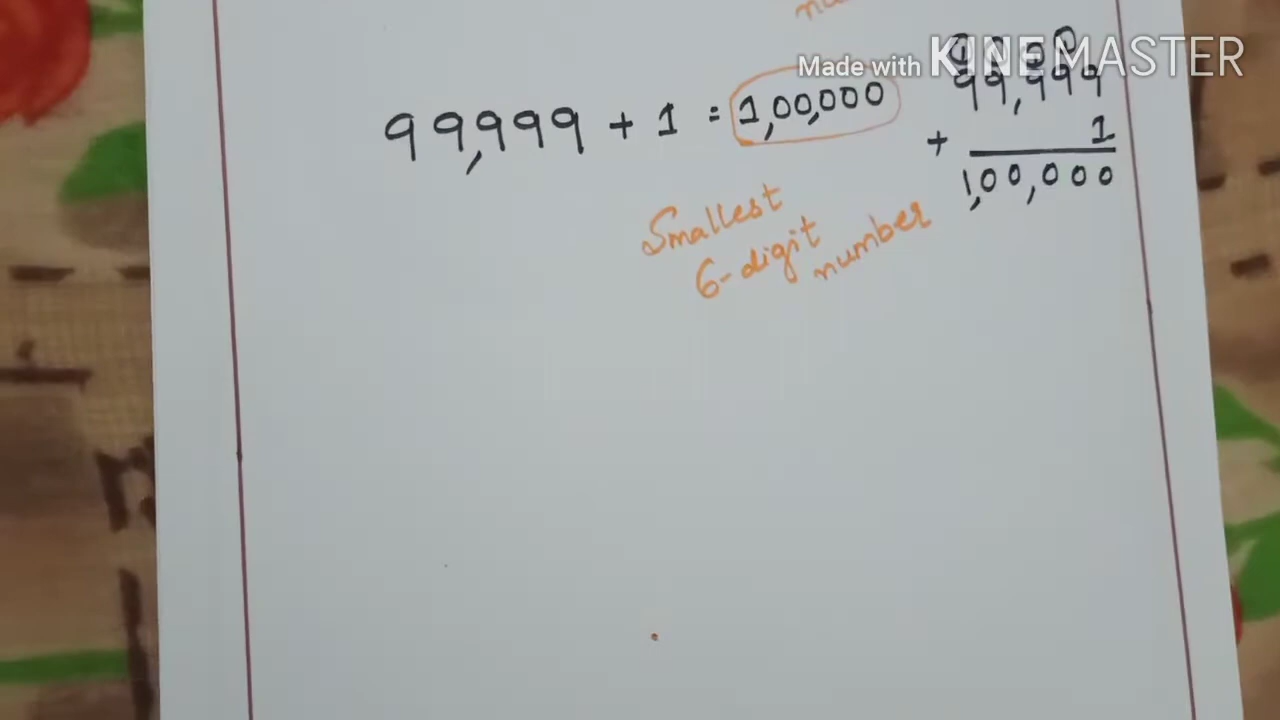 Made with KINEMASTER
99,999 + 1 = 1,00,000
99,999
+ 1
1,00,000
Smallest
6-digit
number